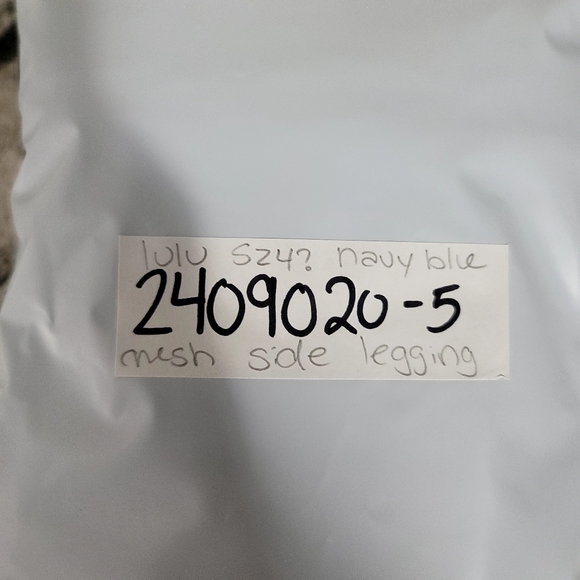 lulu sz4? navy blue
2409020-5
mesh side legging